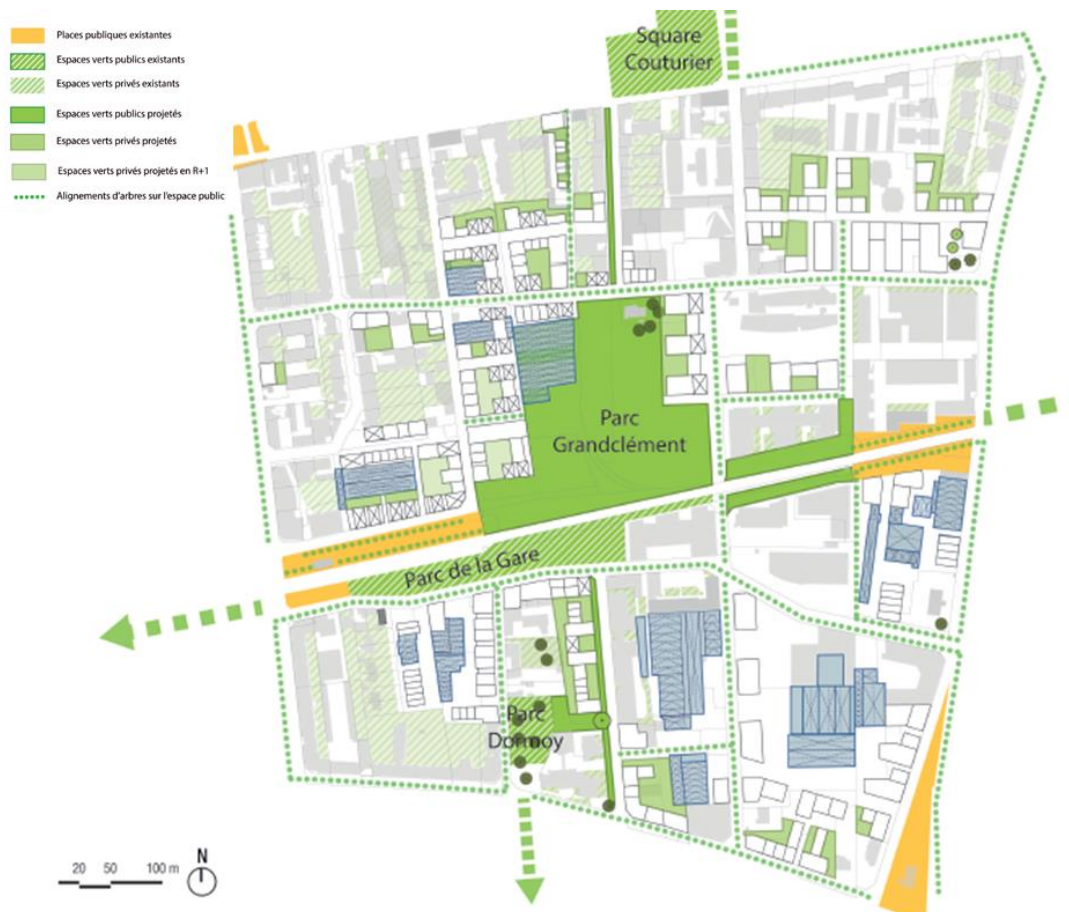 Places publiques existantes
Espaces verts publics existants
Espaces verts privés existants
Espaces verts publics projetés
Espaces verts privés projetés
Espaces verts privés projetés en R+1
Alignements d'arbres sur l'espace public
Square
Couturier
Parc
Grandclément
Parc de la Gare
Parc
Dormoy
20 50 100 m
N